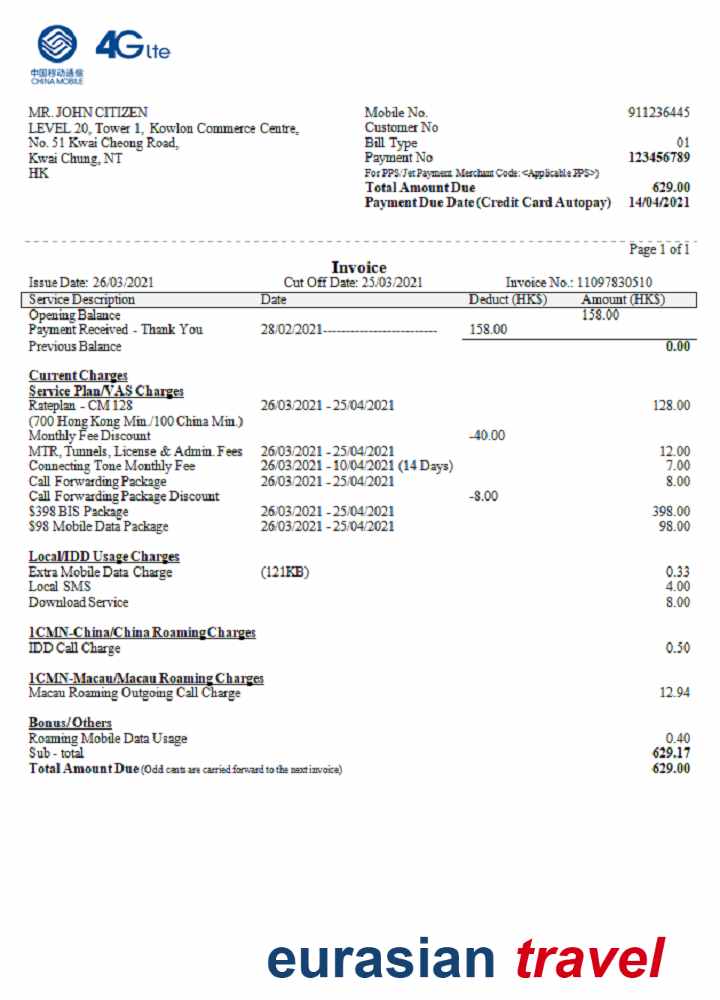 4G lte
中国移动通信
CHINA MOBILE
MR. JOHN CITIZEN
LEVEL 20, Tower 1, Kowlon Commerce Centre,
No. 51 Kwai Cheong Road,
Kwai Chung, NT
HK
Mobile No. 911236445
Customer No
Bill Type 01
Payment No 123456789
For PPS/Jet Payment Merchant Code: <Applicable PPS>)
Total Amount Due 629.00
Payment Due Date (Credit Card Autopay) 14/04/2021
Page 1 of 1
Invoice
Issue Date: 26/03/2021 Cut Off Date: 25/03/2021 Invoice No.: 11097830510
Service Description Date Deduct (HK$) Amount (HK$)
Opening Balance 158.00
Payment Received - Thank You 28/02/2021-------------------------- 158.00
Previous Balance 0.00
Current Charges
Service Plan/VAS Charges
Rateplan - CM 128 26/03/2021 - 25/04/2021 128.00
(700 Hong Kong Min./100 China Min.)
Monthly Fee Discount -40.00
MTR, Tunnels, License & Admin. Fees 26/03/2021 - 25/04/2021 12.00
Connecting Tone Monthly Fee 26/03/2021 - 10/04/2021 (14 Days) 7.00
Call Forwarding Package 26/03/2021 - 25/04/2021 8.00
Call Forwarding Package Discount -8.00
$398 BIS Package 26/03/2021 - 25/04/2021 398.00
$98 Mobile Data Package 26/03/2021 - 25/04/2021 98.00
Local/IDD Usage Charges
Extra Mobile Data Charge (121KB) 0.33
Local SMS 4.00
Download Service 8.00
1CMN-China/China Roaming Charges
IDD Call Charge 0.50
1CMN-Macau/Macau Roaming Charges
Macau Roaming Outgoing Call Charge 12.94
Bonus/Others
Roaming Mobile Data Usage 0.40
Sub - total 629.17
Total Amount Due (Odd cents are carried forward to the next invoice) 629.00
eurasian travel